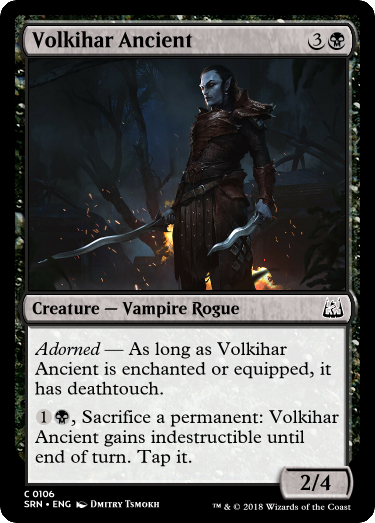 Volkihar Ancient 3
Creature — Vampire Rogue
Adorned — As long as Volkihar
Ancient is enchanted or equipped, it
has deathtouch.
1, Sacrifice a permanent: Volkihar
Ancient gains indestructible until
end of turn. Tap it.
2/4
C 0106
SRN • ENG Dmitry Tsmokh
™ & © 2018 Wizards of the Coast